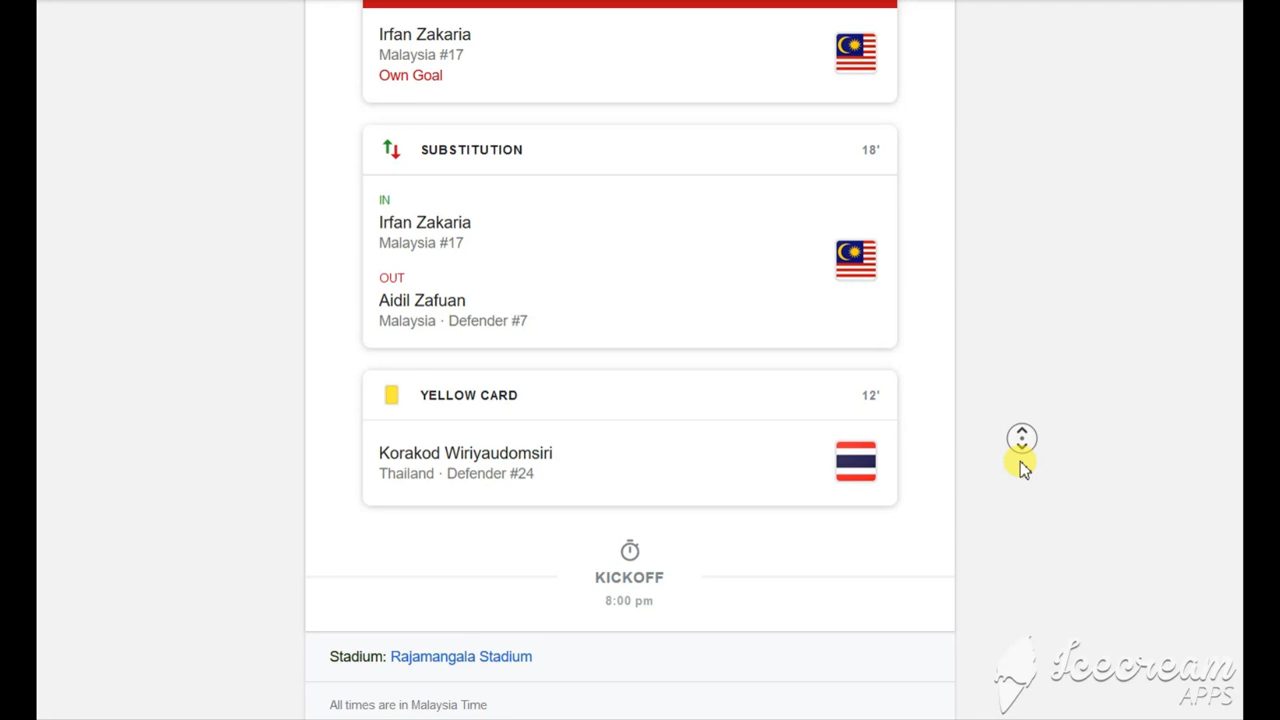 Irfan Zakaria
Malaysia #17
Own Goal
SUBSTITUTION 18'
IN
Irfan Zakaria
Malaysia #17
OUT
Aidil Zafuan
Malaysia · Defender #7
YELLOW CARD 12'
Korakod Wiriyaudomsiri
Thailand · Defender #24
KICKOFF
8:00 pm
Stadium: Rajamangala Stadium
All times are in Malaysia Time
Icecream
APPS